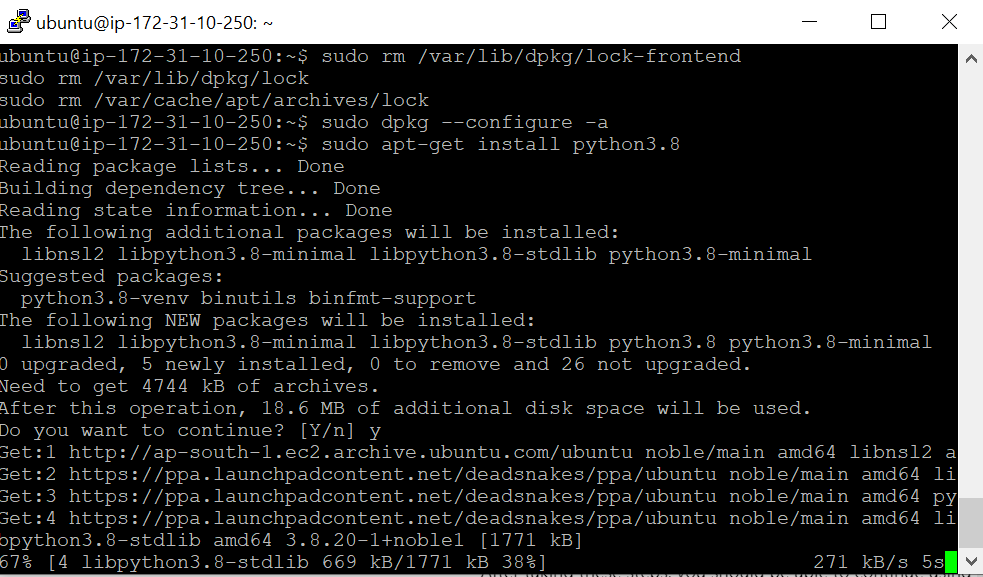 ubuntu@ip-172-31-10-250: ~
ubuntu@ip-172-31-10-250:~$ sudo rm /var/lib/dpkg/lock-frontend
sudo rm /var/lib/dpkg/lock
sudo rm /var/cache/apt/archives/lock
ubuntu@ip-172-31-10-250:~$ sudo dpkg --configure -a
ubuntu@ip-172-31-10-250:~$ sudo apt-get install python3.8
Reading package lists... Done
Building dependency tree... Done
Reading state information... Done
The following additional packages will be installed:
  libnsl2 libpython3.8-minimal libpython3.8-stdlib python3.8-minimal
Suggested packages:
  python3.8-venv binutils binfmt-support
The following NEW packages will be installed:
  libnsl2 libpython3.8-minimal libpython3.8-stdlib python3.8 python3.8-minimal
0 upgraded, 5 newly installed, 0 to remove and 26 not upgraded.
Need to get 4744 kB of archives.
After this operation, 18.6 MB of additional disk space will be used.
Do you want to continue? [Y/n] y
Get:1 http://ap-south-1.ec2.archive.ubuntu.com/ubuntu noble/main amd64 libnsl2 a
Get:2 https://ppa.launchpadcontent.net/deadsnakes/ppa/ubuntu noble/main amd64 li
Get:3 https://ppa.launchpadcontent.net/deadsnakes/ppa/ubuntu noble/main amd64 py
Get:4 https://ppa.launchpadcontent.net/deadsnakes/ppa/ubuntu noble/main amd64 li
bpython3.8-stdlib amd64 3.8.20-1+noble1 [1771 kB]
67% [4 libpython3.8-stdlib 669 kB/1771 kB 38%] 271 kB/s 5s